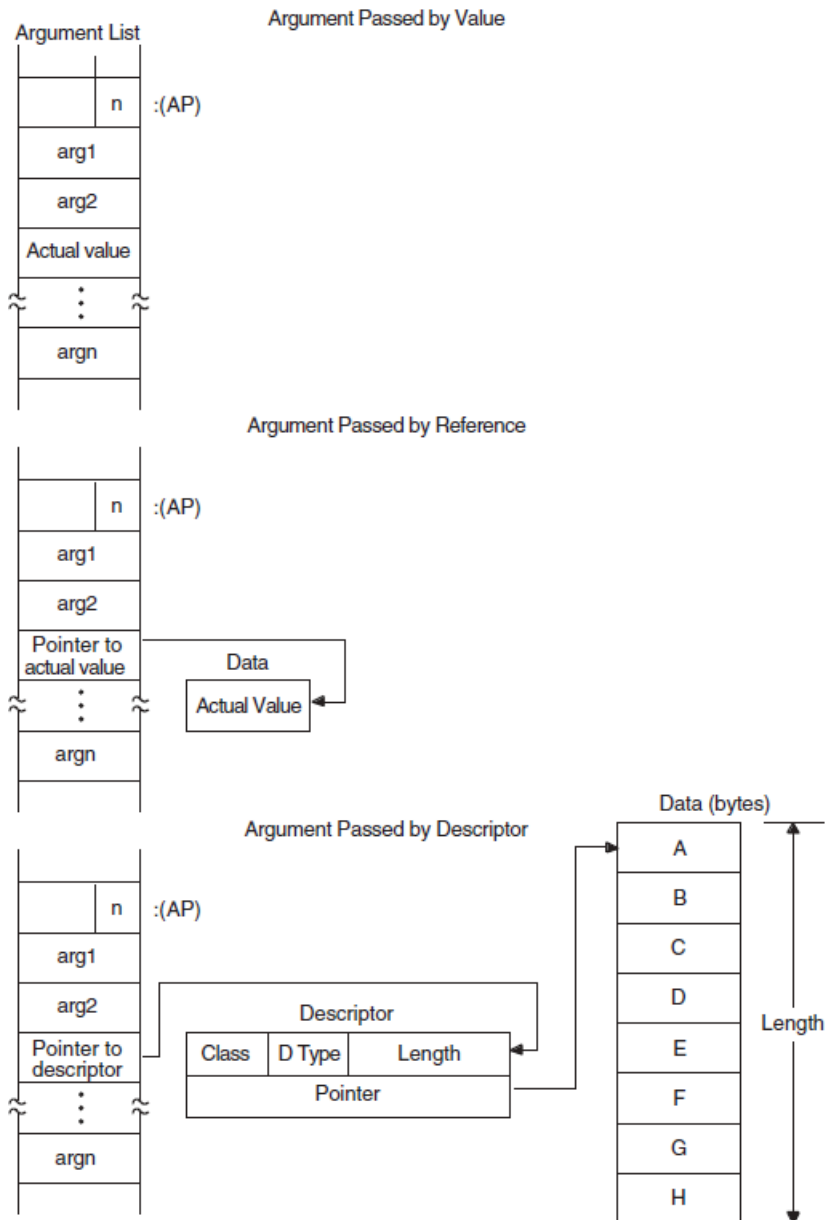 Argument Passed by Value
Argument List
n :(AP)
arg1
arg2
Actual value
argn
Argument Passed by Reference
n :(AP)
arg1
arg2
Pointer to
actual value
Data
Actual Value
argn
Argument Passed by Descriptor
Data (bytes)
n :(AP)
arg1
arg2
Pointer to
descriptor
argn
Descriptor
Class D Type Length
Pointer
A
B
C
D
E
F
G
H
Length